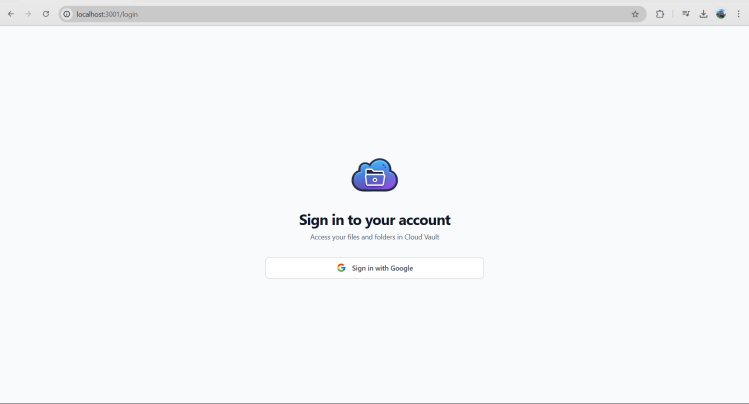 localhost:3001/login
Sign in to your account
Access your files and folders in Cloud Vault
Sign in with Google